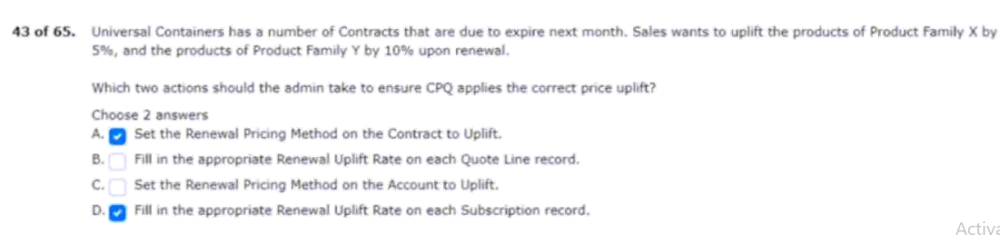 43 of 65. Universal Containers has a number of Contracts that are due to expire next month. Sales wants to uplift the products of Product Family X by
5%, and the products of Product Family Y by 10% upon renewal.
Which two actions should the admin take to ensure CPQ applies the correct price uplift?
Choose 2 answers
A. Set the Renewal Pricing Method on the Contract to Uplift.
B. Fill in the appropriate Renewal Uplift Rate on each Quote Line record.
C. Set the Renewal Pricing Method on the Account to Uplift.
D. Fill in the appropriate Renewal Uplift Rate on each Subscription record.
Activa